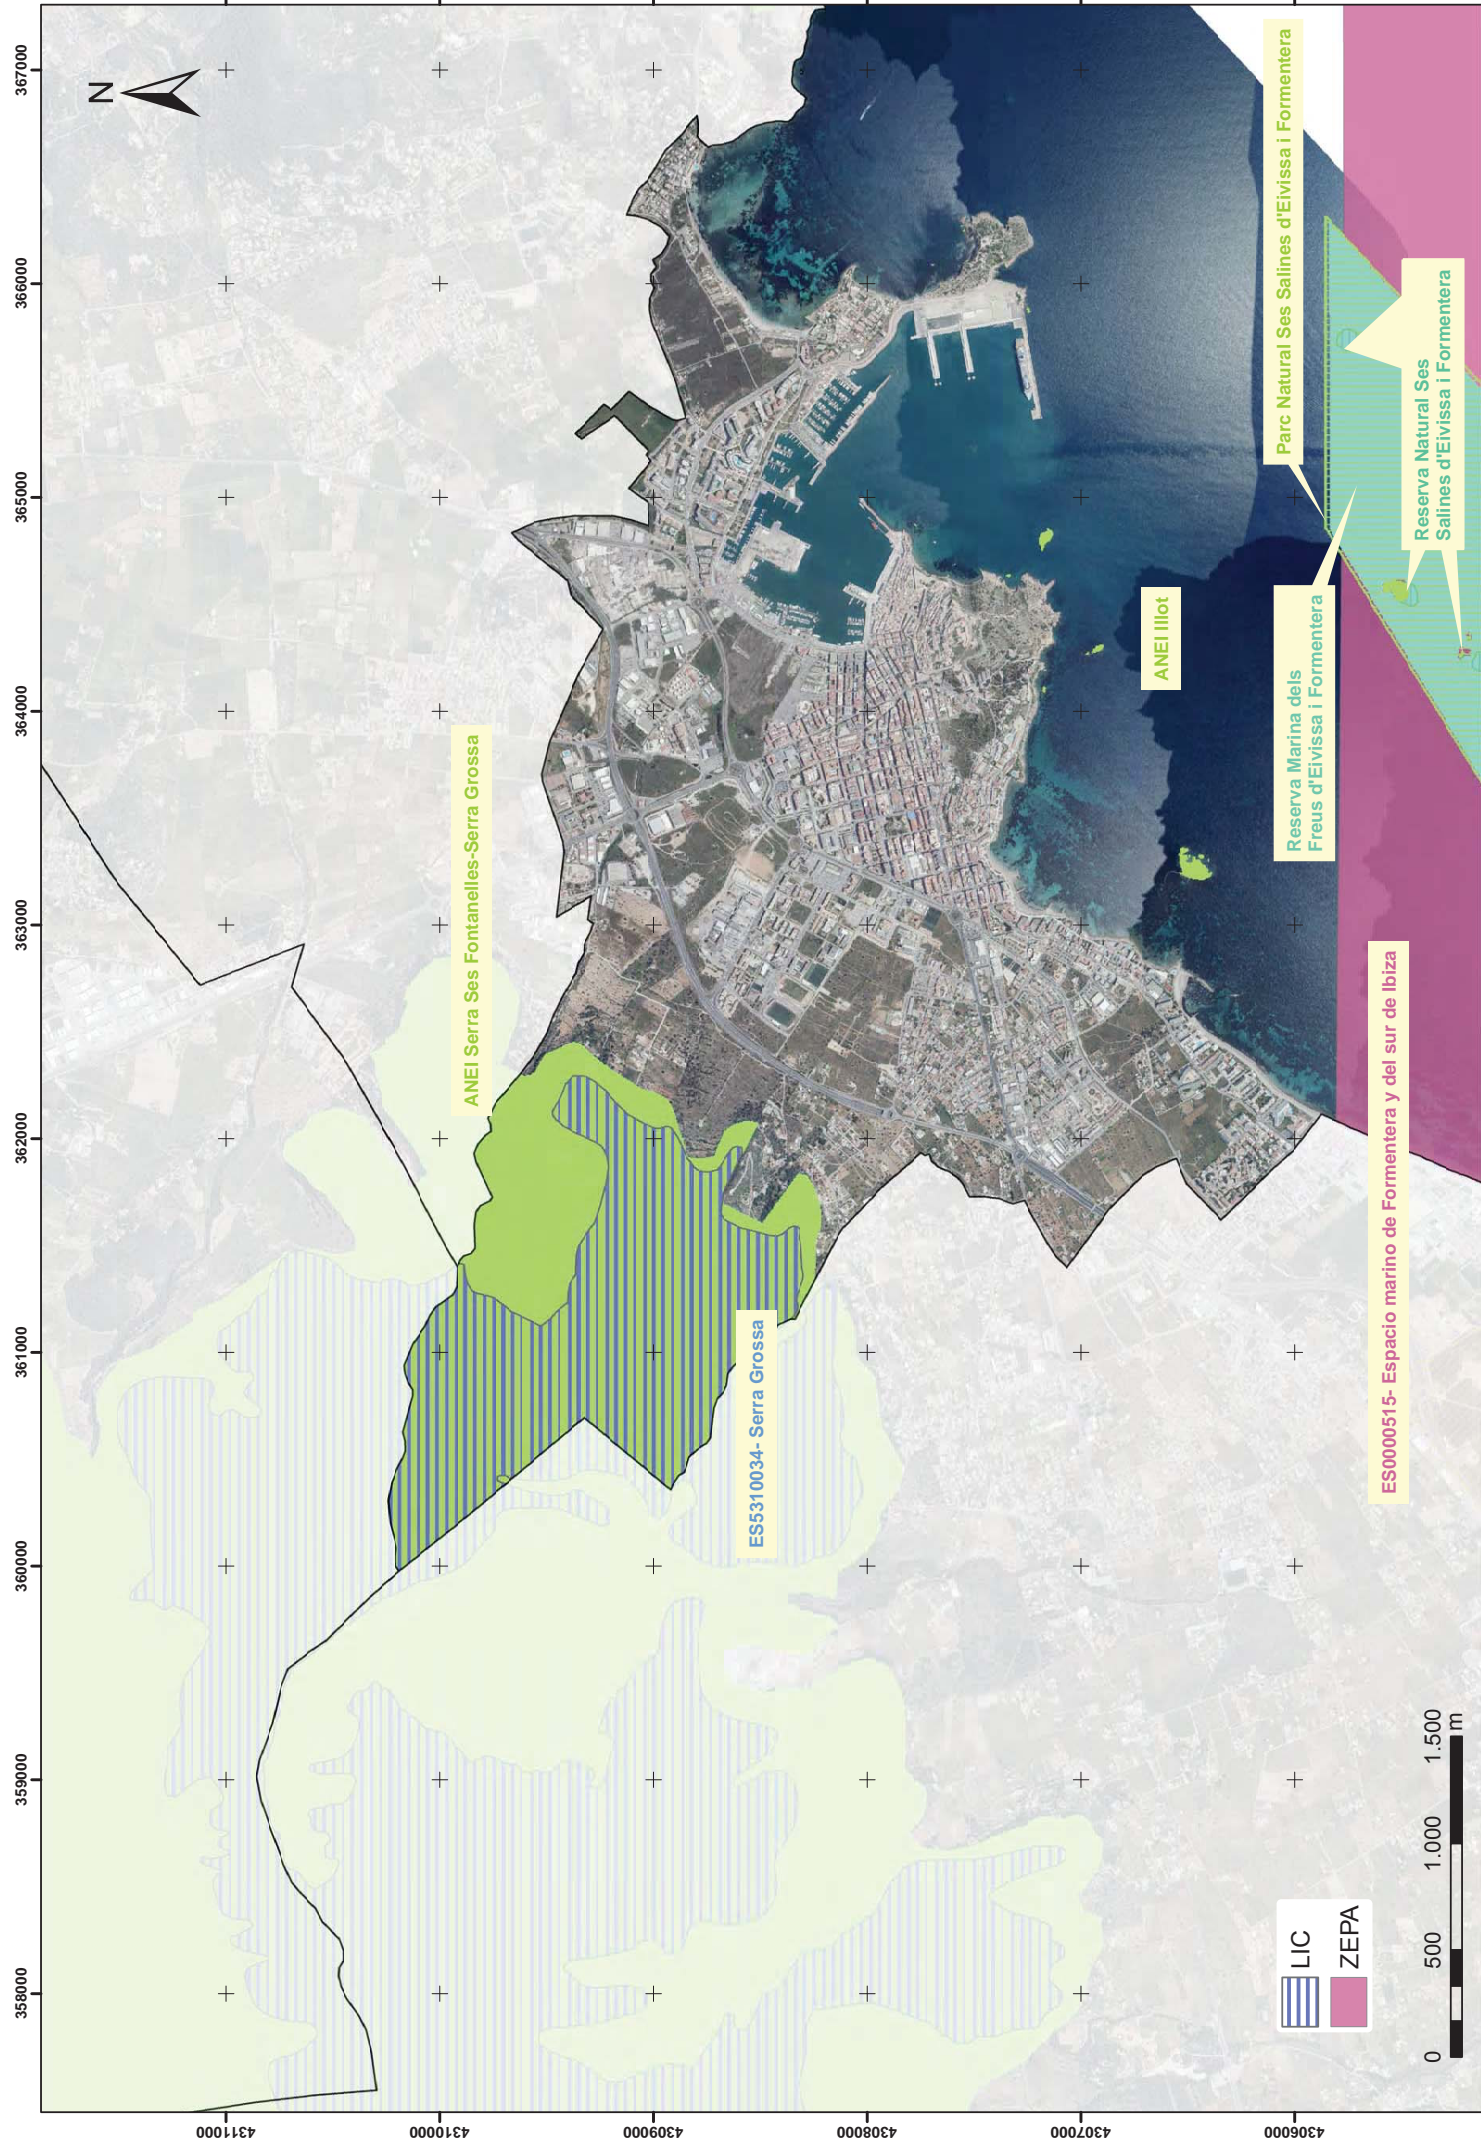 358000
359000
360000
361000
362000
363000
364000
365000
366000
367000
N
4311000
4310000
4309000
4308000
4307000
4306000
ANEI Serra Ses Fontanelles-Serra Grossa
ES5310034- Serra Grossa
ANEI Illot
Parc Natural Ses Salines d'Eivissa i Formentera
Reserva Marina dels
Freus d'Eivissa i Formentera
Reserva Natural Ses
Salines d'Eivissa i Formentera
ES0000515- Espacio marino de Formentera y del sur de Ibiza
LIC
ZEPA
0 500 1.000 1.500
m